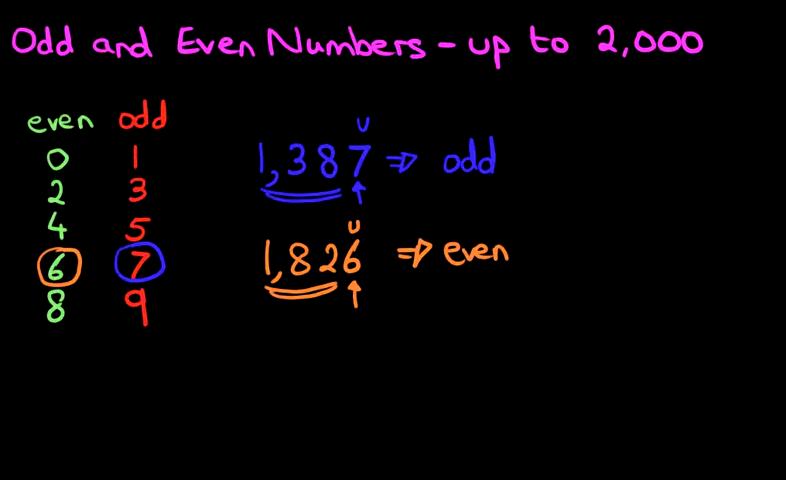 Odd and Even Numbers - up to 2,000
even odd
0 1
2 3
4 5
6 7
8 9
U
1,387 ⇒ odd
U
1,826 ⇒ even